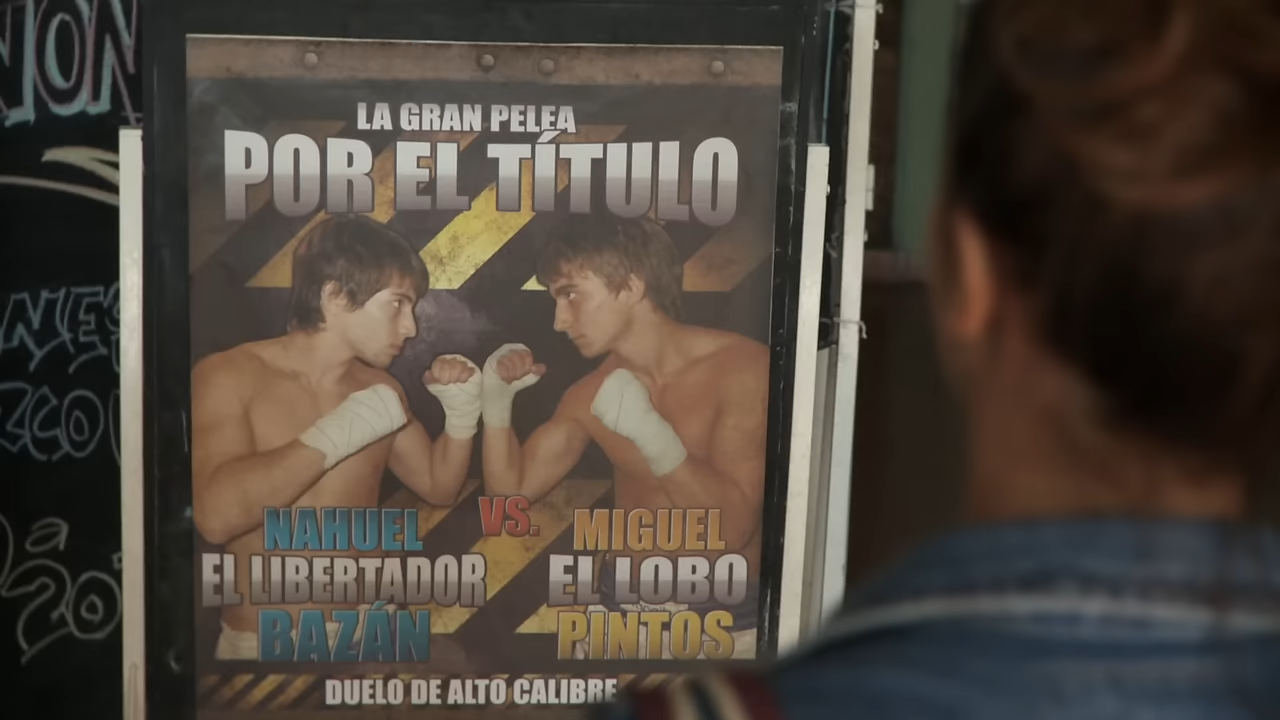 LA GRAN PELEA
POR EL TÍTULO
NAHUEL
EL LIBERTADOR
BAZÁN
VS.
MIGUEL
EL LOBO
PINTOS
DUELO DE ALTO CALIBRE